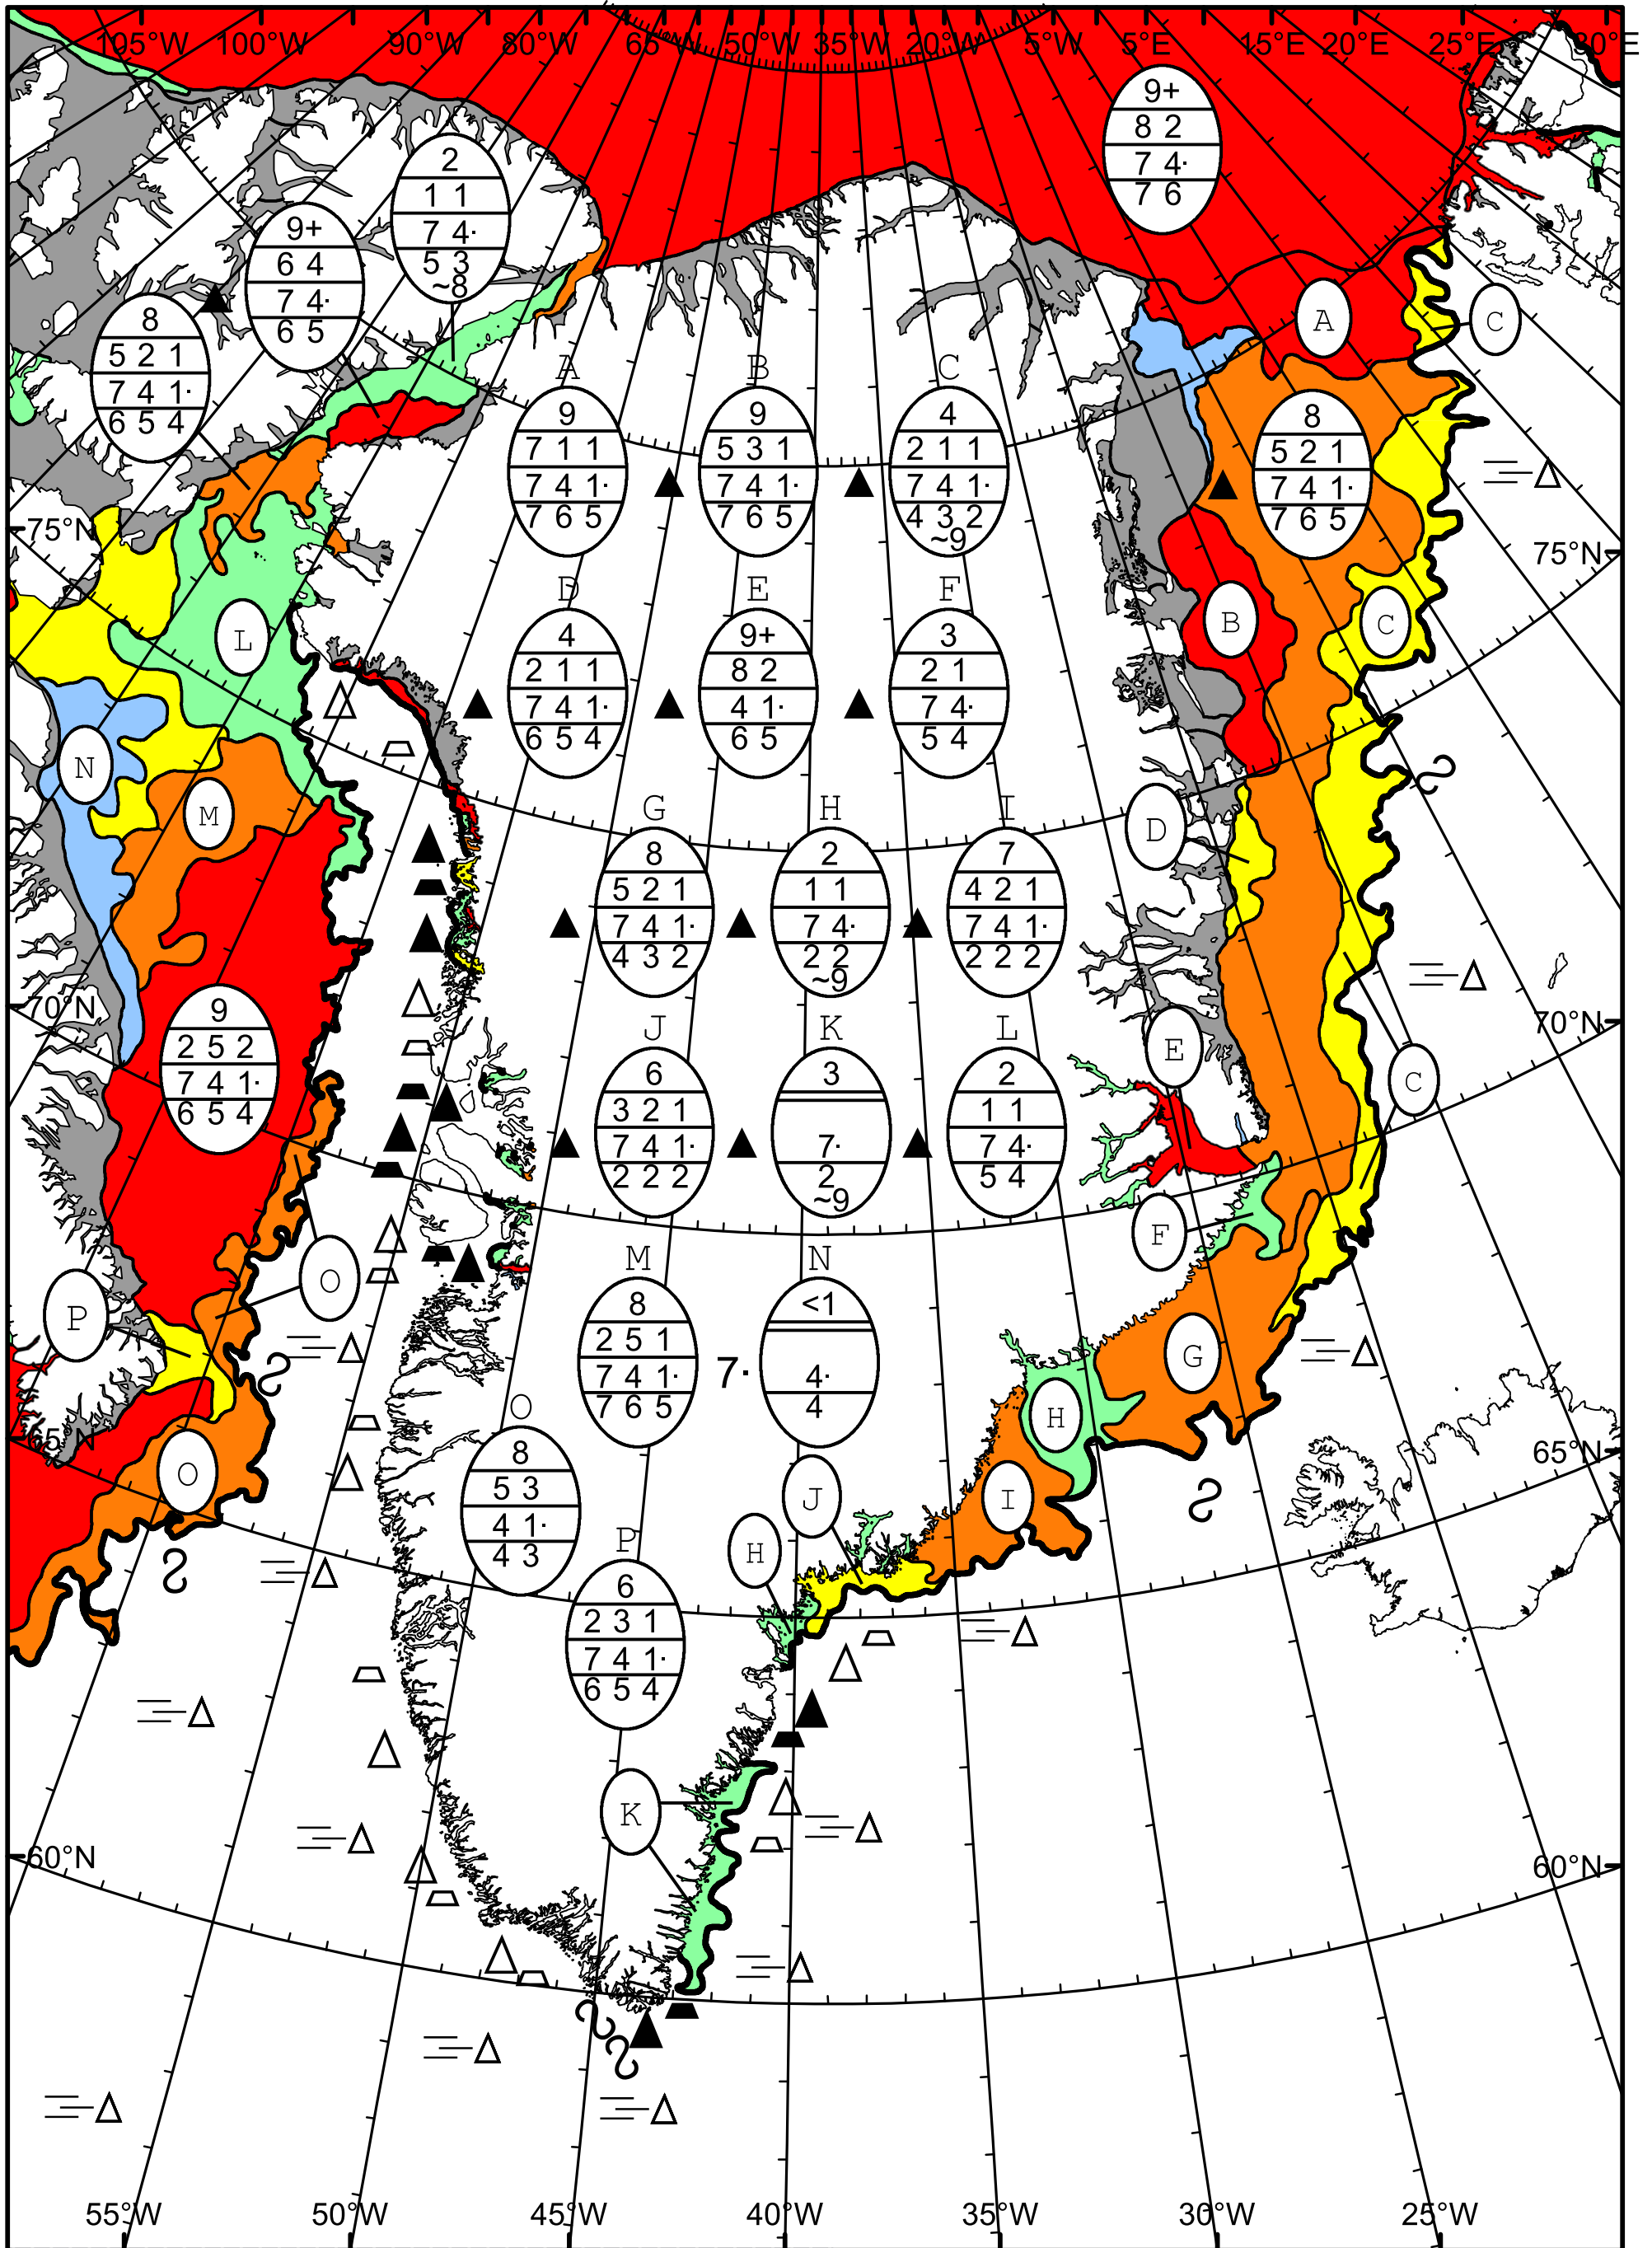 105°W 100°W 90°W 80°W 65°W 50°W 35°W 20°W 5°W 5°E 15°E 20°E 25°E 30°E
9+
8 2
7 4·
7 6
2
1 1
7 4·
5 3
~8
9+
6 4
7 4·
6 5
8
5 2 1
7 4 1·
6 5 4
A
C
8
5 2 1
7 4 1·
7 6 5
A B C
9
7 1 1
7 4 1·
7 6 5
9
5 3 1
7 4 1·
7 6 5
4
2 1 1
7 4 1·
4 3 2
~9
75°N
75°N
D E F
4
2 1 1
7 4 1·
6 5 4
9+
8 2
4 1·
6 5
3
2 1
7 4·
5 4
L
B
C
N
M
D
G H I
8
5 2 1
7 4 1·
4 3 2
2
1 1
7 4·
2 2
~9
7
4 2 1
7 4 1·
2 2 2
70°N
70°N
9
2 5 2
7 4 1·
6 5 4
J K L
6
3 2 1
7 4 1·
2 2 2
3
7·
2
~9
2
1 1
7 4·
5 4
E
C
F
O
P
G
M N
8
2 5 1
7 4 1·
7 6 5
7·
<1
4·
4
H
O
8
5 3
4 1·
4 3
65°N
65°N
O
J
I
H
P
6
2 3 1
7 4 1·
6 5 4
K
60°N
60°N
55°W 50°W 45°W 40°W 35°W 30°W 25°W